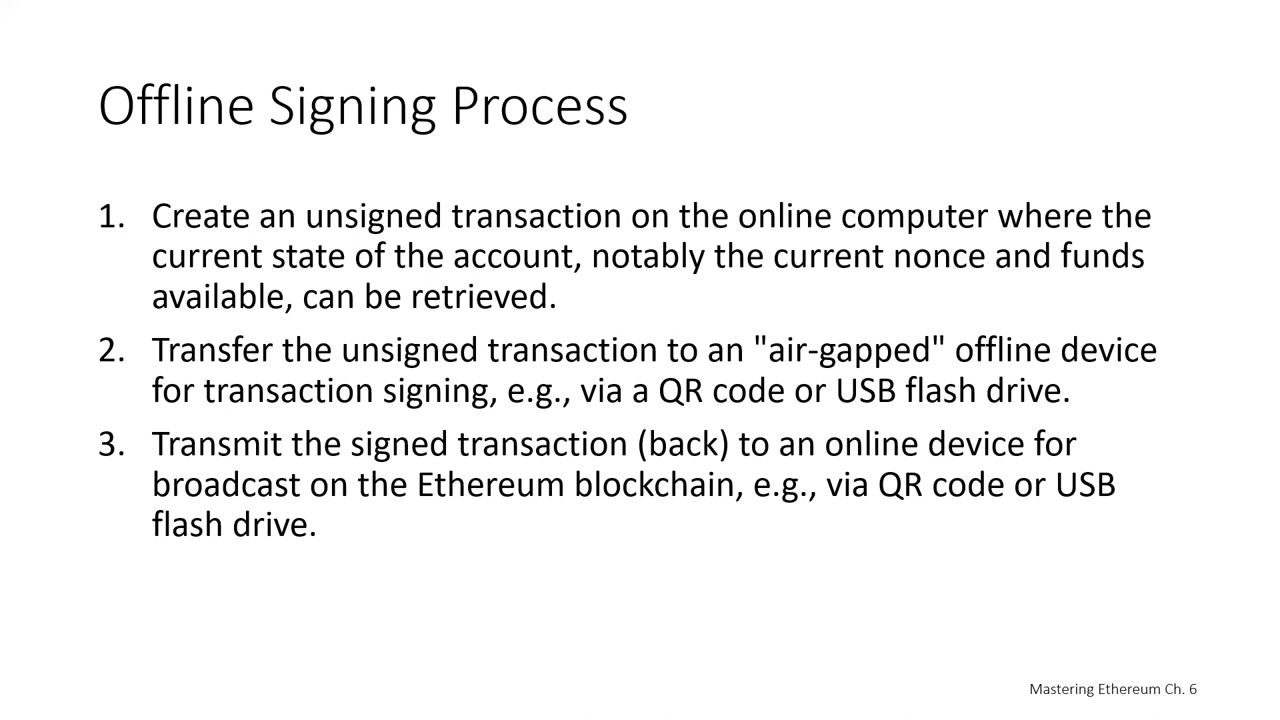 Offline Signing Process
1. Create an unsigned transaction on the online computer where the
current state of the account, notably the current nonce and funds
available, can be retrieved.
2. Transfer the unsigned transaction to an "air-gapped" offline device
for transaction signing, e.g., via a QR code or USB flash drive.
3. Transmit the signed transaction (back) to an online device for
broadcast on the Ethereum blockchain, e.g., via QR code or USB
flash drive.
Mastering Ethereum Ch. 6